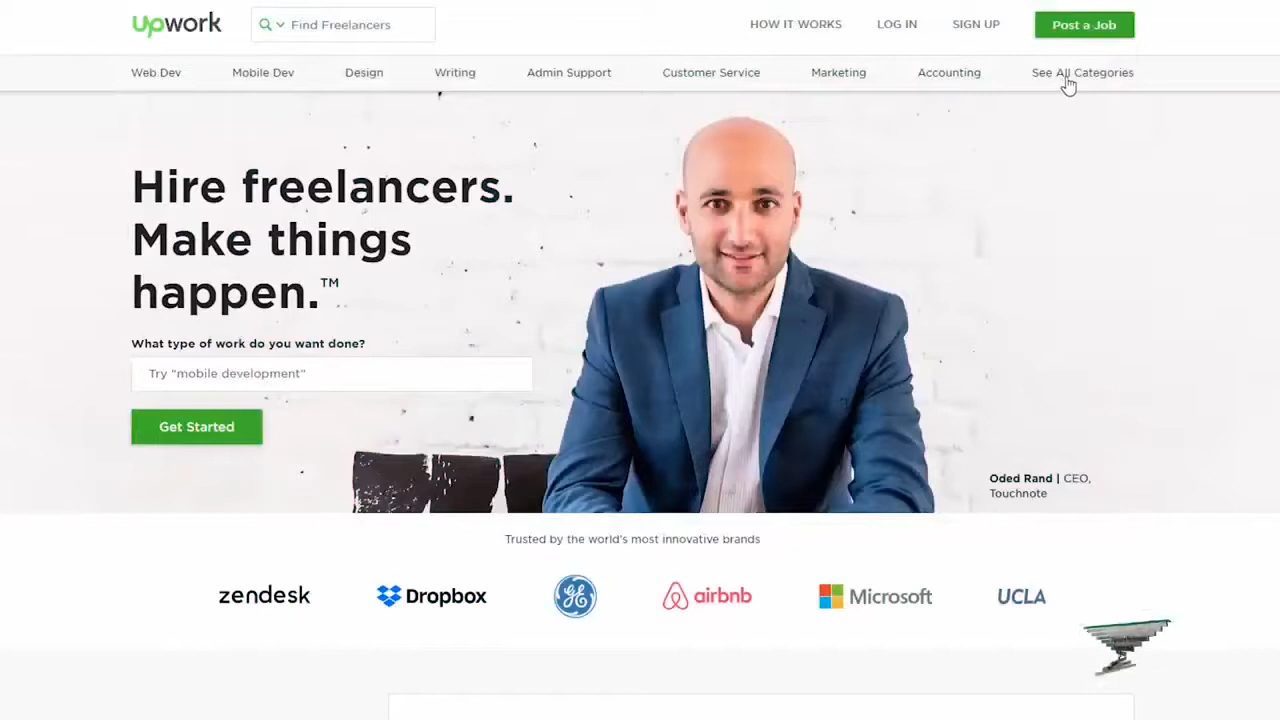 upwork
Find Freelancers
HOW IT WORKS
LOG IN
SIGN UP
Post a Job
Web Dev
Mobile Dev
Design
Writing
Admin Support
Customer Service
Marketing
Accounting
See All Categories
Hire freelancers.
Make things
happen.™
What type of work do you want done?
Try "mobile development"
Get Started
Oded Rand | CEO,
Touchnote
Trusted by the world's most innovative brands
zendesk
Dropbox
GE
airbnb
Microsoft
UCLA